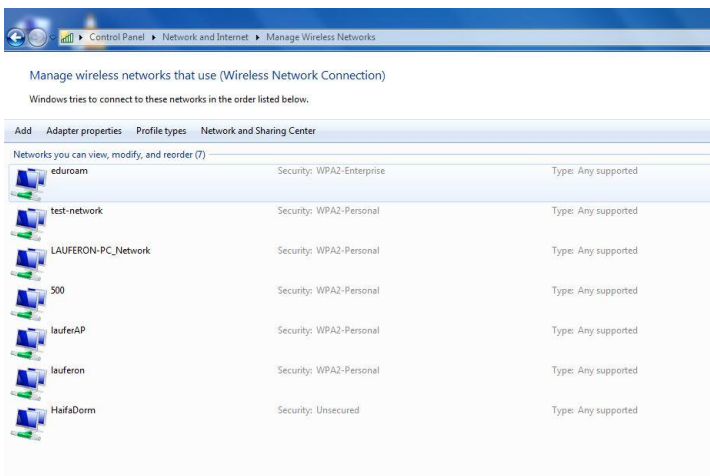 Control Panel ▸ Network and Internet ▸ Manage Wireless Networks
Manage wireless networks that use (Wireless Network Connection)
Windows tries to connect to these networks in the order listed below.
Add Adapter properties Profile types Network and Sharing Center
Networks you can view, modify, and reorder (7)
eduroam Security: WPA2-Enterprise Type: Any supported
test-network Security: WPA2-Personal Type: Any supported
LAUFERON-PC_Network Security: WPA2-Personal Type: Any supported
500 Security: WPA2-Personal Type: Any supported
lauferAP Security: WPA2-Personal Type: Any supported
lauferon Security: WPA2-Personal Type: Any supported
HaifaDorm Security: Unsecured Type: Any supported